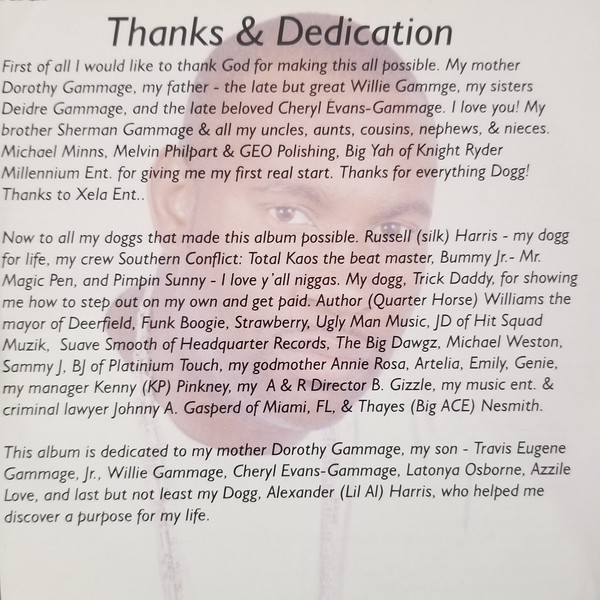 Thanks & Dedication
First of all I would like to thank God for making this all possible. My mother
Dorothy Gammage, my father - the late but great Willie Gammge, my sisters
Deidre Gammage, and the late beloved Cheryl Evans-Gammage. I love you! My
brother Sherman Gammage & all my uncles, aunts, cousins, nephews, & nieces.
Michael Minns, Melvin Philpart & GEO Polishing, Big Yah of Knight Ryder
Millennium Ent. for giving me my first real start. Thanks for everything Dogg!
Thanks to Xela Ent..
Now to all my doggs that made this album possible. Russell (silk) Harris - my dogg
for life, my crew Southern Conflict: Total Kaos the beat master, Bummy Jr.- Mr.
Magic Pen, and Pimpin Sunny - I love y'all niggas. My dogg, Trick Daddy, for showing
me how to step out on my own and get paid. Author (Quarter Horse) Williams the
mayor of Deerfield, Funk Boogie, Strawberry, Ugly Man Music, JD of Hit Squad
Muzik,  Suave Smooth of Headquarter Records, The Big Dawgz, Michael Weston,
Sammy J, BJ of Platinium Touch, my godmother Annie Rosa, Artelia, Emily, Genie,
my manager Kenny (KP) Pinkney, my  A & R Director B. Gizzle, my music ent. &
criminal lawyer Johnny A. Gasperd of Miami, FL, & Thayes (Big ACE) Nesmith.
This album is dedicated to my mother Dorothy Gammage, my son - Travis Eugene
Gammage, Jr., Willie Gammage, Cheryl Evans-Gammage, Latonya Osborne, Azzile
Love, and last but not least my Dogg, Alexander (Lil Al) Harris, who helped me
discover a purpose for my life.